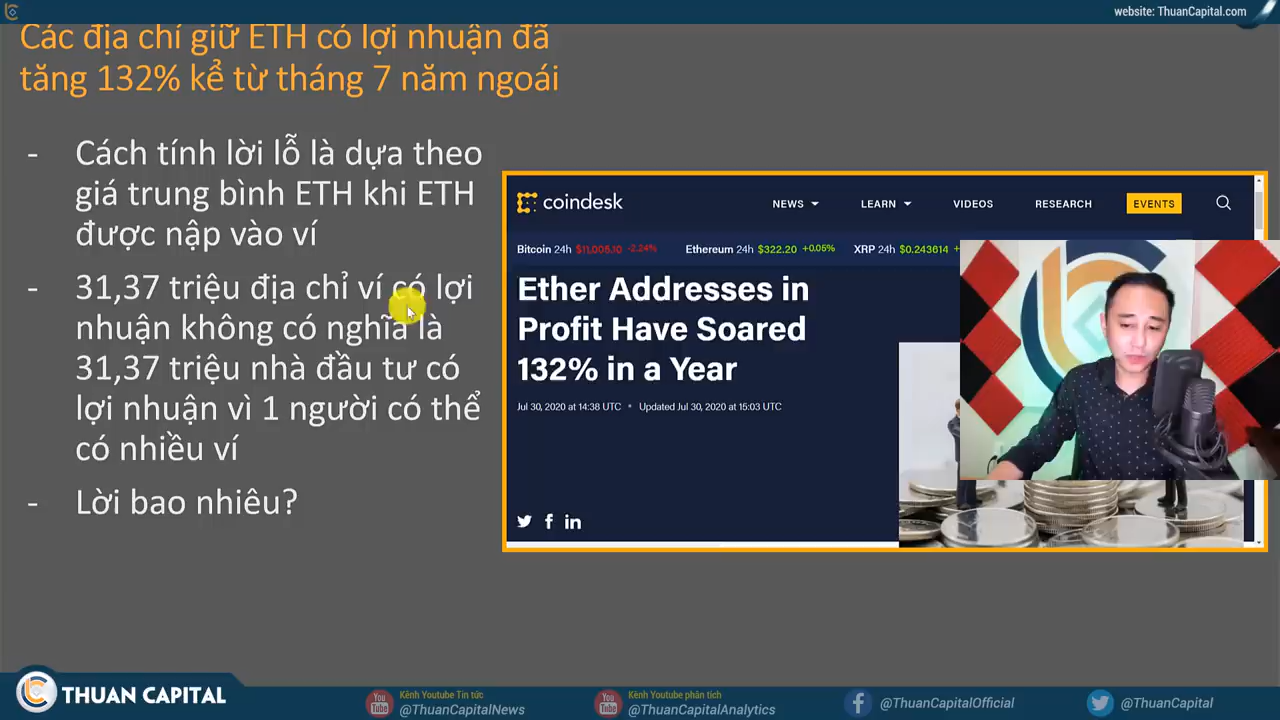 website: ThuanCapital.com
Các địa chỉ giữ ETH có lợi nhuận đã
tăng 132% kể từ tháng 7 năm ngoái
- Cách tính lời lỗ là dựa theo
giá trung bình ETH khi ETH
được nộp vào ví
- 31,37 triệu địa chỉ ví có lợi
nhuận không có nghĩa là
31,37 triệu nhà đầu tư có
lợi nhuận vì 1 người có thể
có nhiều ví
- Lời bao nhiêu?
coindesk
NEWS LEARN VIDEOS RESEARCH EVENTS
Bitcoin 24h $11,005.10 -2.24% Ethereum 24h $322.20 +0.05% XRP 24h $0.243614 +
Ether Addresses in
Profit Have Soared
132% in a Year
Jul 30, 2020 at 14:38 UTC • Updated Jul 30, 2020 at 15:03 UTC
THUAN CAPITAL
You Tube
Kênh Youtube Tin tức
@ThuanCapitalNews
You Tube
Kênh Youtube phân tích
@ThuanCapitalAnalytics
@ThuanCapitalOfficial
@ThuanCapital